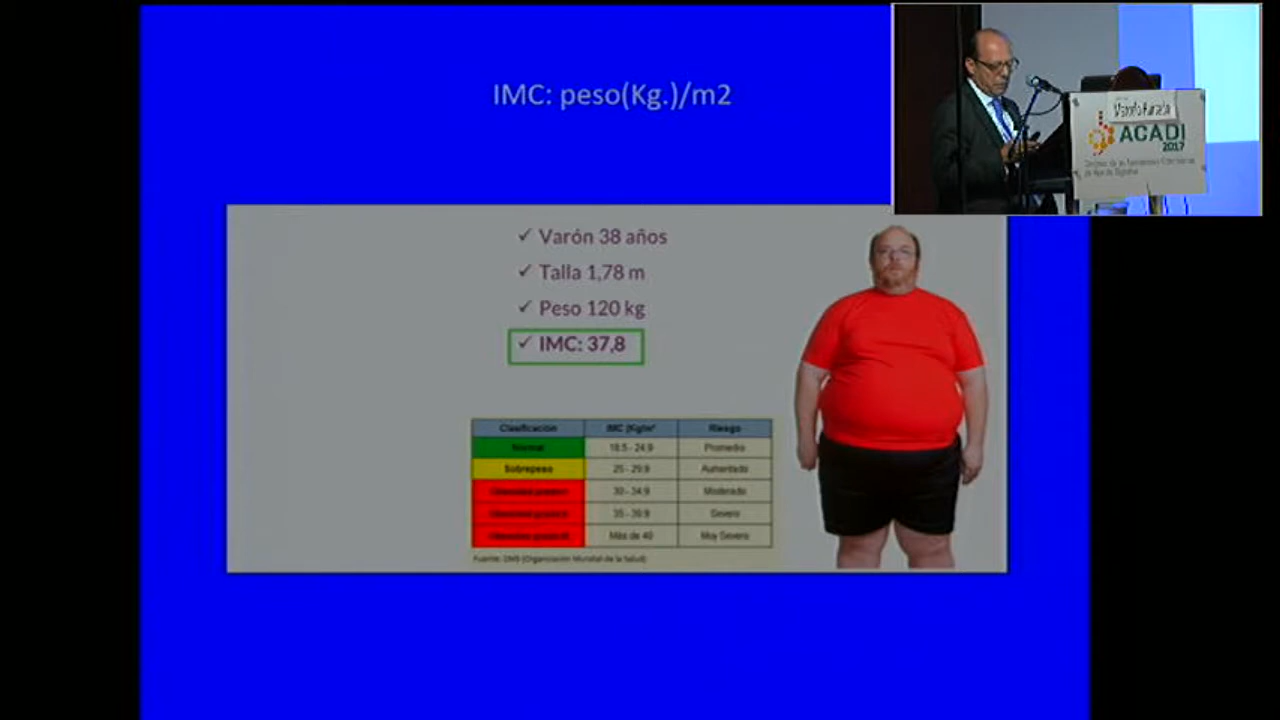 IMC: peso(Kg.)/m2
ACADI
2017
✓ Varón 38 años
✓ Talla 1,78 m
✓ Peso 120 kg
✓ IMC: 37,8
Clasificación IMC (Kg/m² Riesgo
Normal 18.5 - 24.9 Promedio
Sobrepeso 25 - 29.9 Aumentado
30 - 34.9 Moderado
35 - 39.9 Severo
Más de 40 Muy Severo
Fuente: OMS (Organización Mundial de la Salud)